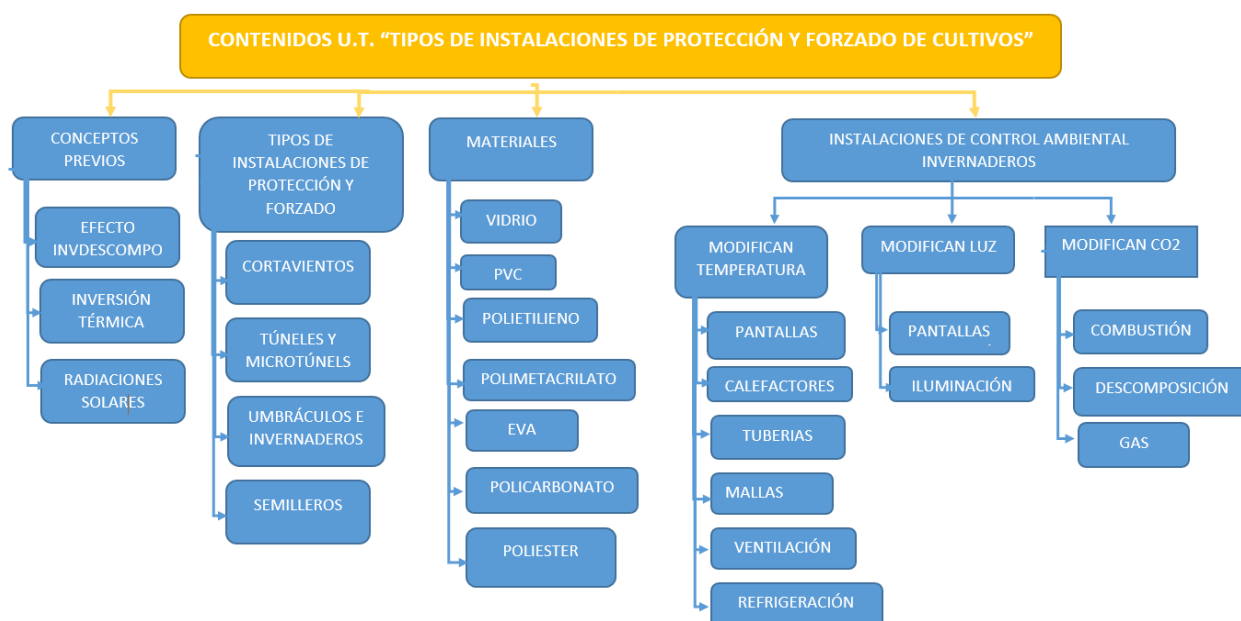 CONTENIDOS U.T. “TIPOS DE INSTALACIONES DE PROTECCIÓN Y FORZADO DE CULTIVOS”
CONCEPTOS
PREVIOS
EFECTO
INVDESCOMPO
INVERSIÓN
TÉRMICA
RADIACIONES
SOLARES
TIPOS DE
INSTALACIONES DE
PROTECCIÓN Y
FORZADO
CORTAVIENTOS
TÚNELES Y
MICROTÚNELS
UMBRÁCULOS E
INVERNADEROS
SEMILLEROS
MATERIALES
VIDRIO
PVC
POLIETILIENO
POLIMETACRILATO
EVA
POLICARBONATO
POLIESTER
INSTALACIONES DE CONTROL AMBIENTAL
INVERNADEROS
MODIFICAN
TEMPERATURA
PANTALLAS
CALEFACTORES
TUBERIAS
MALLAS
VENTILACIÓN
REFRIGERACIÓN
MODIFICAN LUZ
PANTALLAS
ILUMINACIÓN
MODIFICAN CO2
COMBUSTIÓN
DESCOMPOSICIÓN
GAS